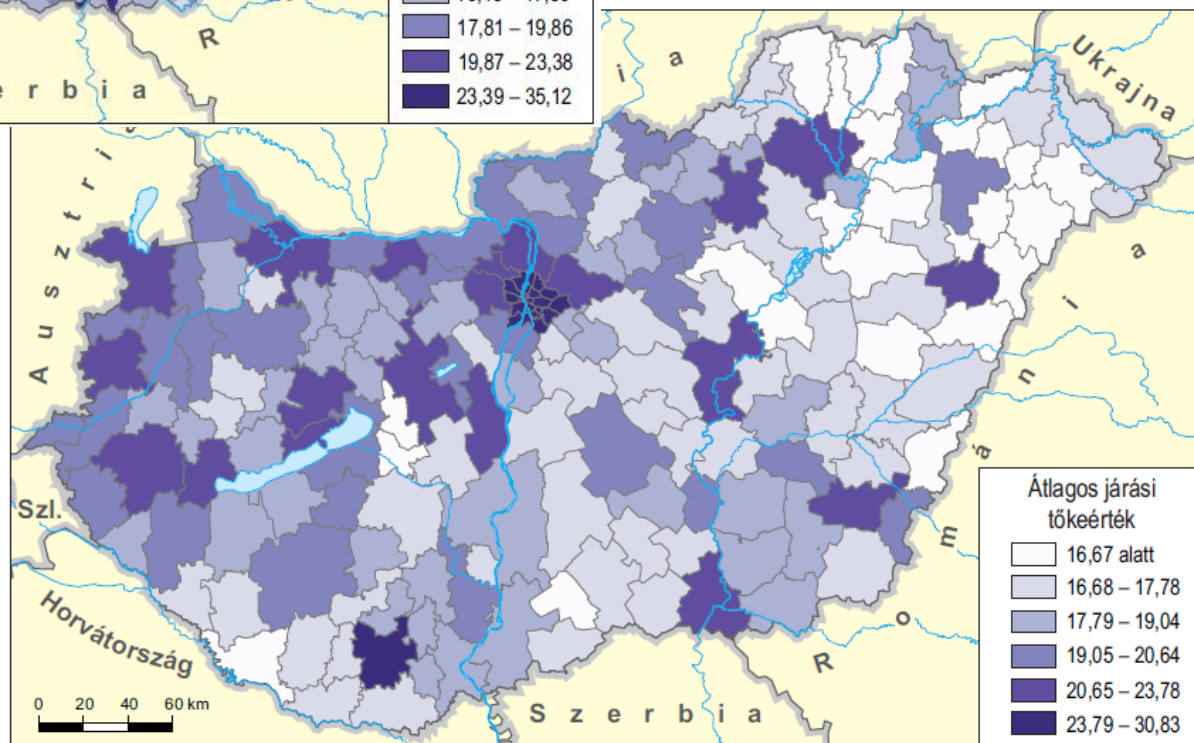 17,81 – 19,86
19,87 – 23,38
23,39 – 35,12
R
e r b i a
i a
Ukrajna
Ausztri
Szl.
Horvátország
0 20 40 60 km
Szerbia
R o m á n i a
Átlagos járási
tőkeérték
16,67 alatt
16,68 – 17,78
17,79 – 19,04
19,05 – 20,64
20,65 – 23,78
23,79 – 30,83